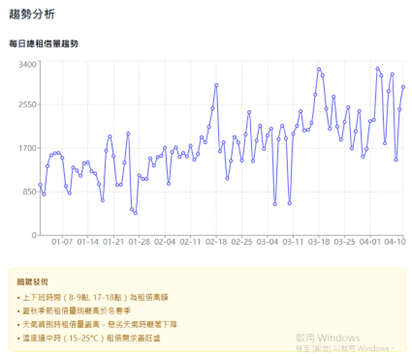 趨勢分析
每日總租借量趨勢
3400
2550
1700
850
0
01-07 01-14 01-21 01-28 02-04 02-11 02-18 02-25 03-04 03-11 03-18 03-25 04-01 04-10
關鍵發現
• 上下班時間（8-9點, 17-18點）為租借高峰
• 夏秋季節租借量明顯高於冬春季
• 天氣晴朗時租借量最高，惡劣天氣時顯著下降
• 溫度適中時（15-25°C）租借需求最旺盛
啟用 Windows
移至 [設定] 以啟用 Windows。